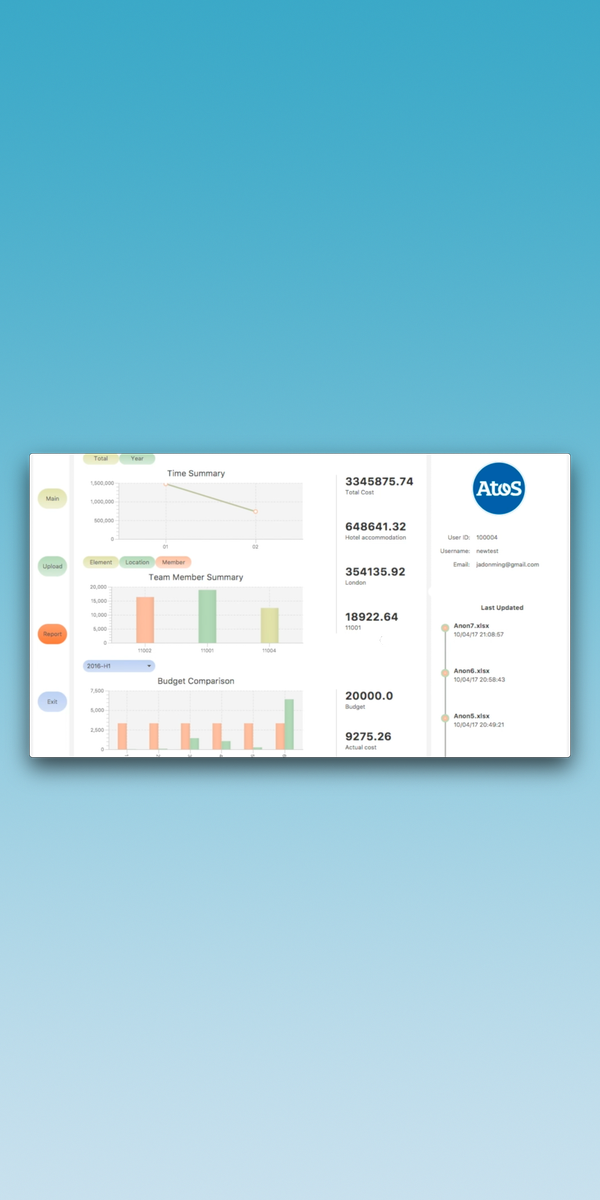 Total Year
Time Summary
1,500,000
1,000,000
500,000
0
01 02
Element Location Member
Team Member Summary
20,000
15,000
10,000
5,000
0
11002 11001 11004
2016-H1
Budget Comparison
7,500
5,000
2,500
0
Main
Upload
Report
Exit
3345875.74
Total Cost
648641.32
Hotel accommodation
354135.92
London
18922.64
11001
20000.0
Budget
9275.26
Actual cost
Atos
User ID: 100004
Username: newtest
Email: jadonming@gmail.com
Last Updated
Anon7.xlsx
10/04/17 21:08:57
Anon6.xlsx
10/04/17 20:58:43
Anon5.xlsx
10/04/17 20:49:21